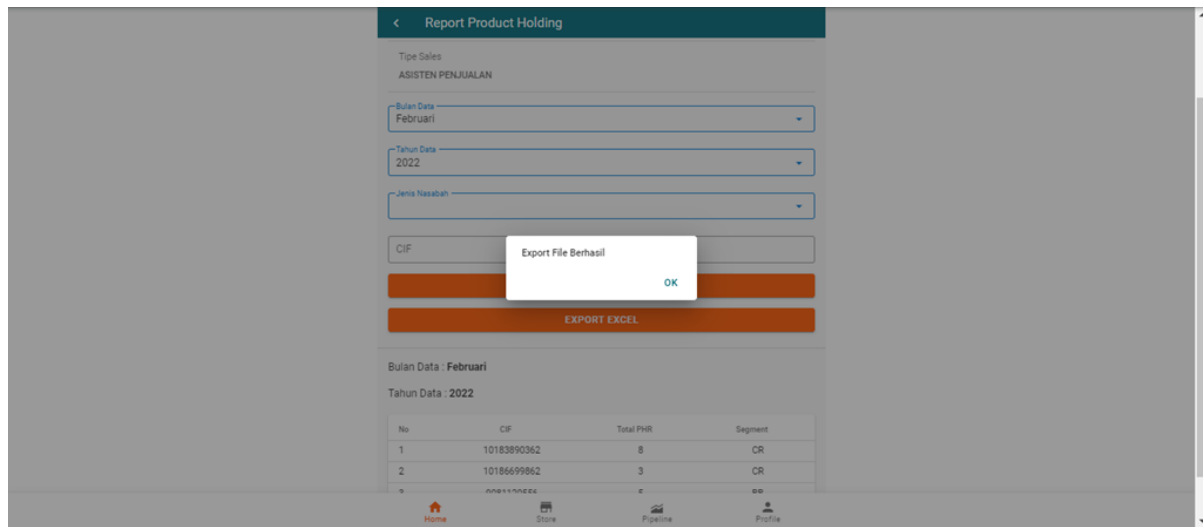 Report Product Holding
Tipe Sales
ASISTEN PENJUALAN
Bulan Data
Februari
Tahun Data
2022
Jenis Nasabah
CIF
Export File Berhasil
OK
EXPORT EXCEL
Bulan Data : Februari
Tahun Data : 2022
No CIF Total PHR Segment
1 10183890362 8 CR
2 10186699862 3 CR
Home Store Pipeline Profile